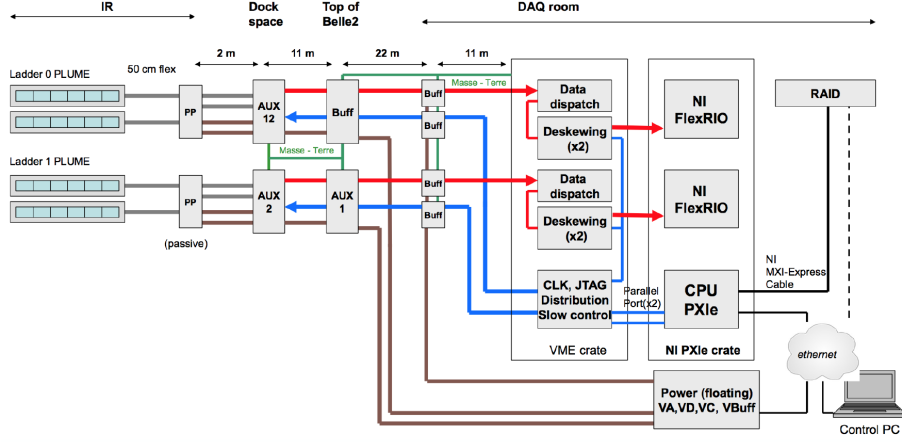 IR
Dock
space
Top of
Belle2
DAQ room
2 m
11 m
22 m
11 m
Ladder 0 PLUME
50 cm flex
PP
AUX
12
Buff
Buff
Buff
Masse - Terre
Data
dispatch
Deskewing
(x2)
NI
FlexRIO
RAID
Masse - Terre
Ladder 1 PLUME
PP
(passive)
AUX
2
AUX
1
Buff
Buff
Data
dispatch
Deskewing
(x2)
NI
FlexRIO
NI
MXI-Express
Cable
CLK, JTAG
Distribution
Slow control
Parallel
Port(x2)
CPU
PXIe
VME crate
NI PXIe crate
ethernet
Power (floating)
VA,VD,VC, VBuff
Control PC